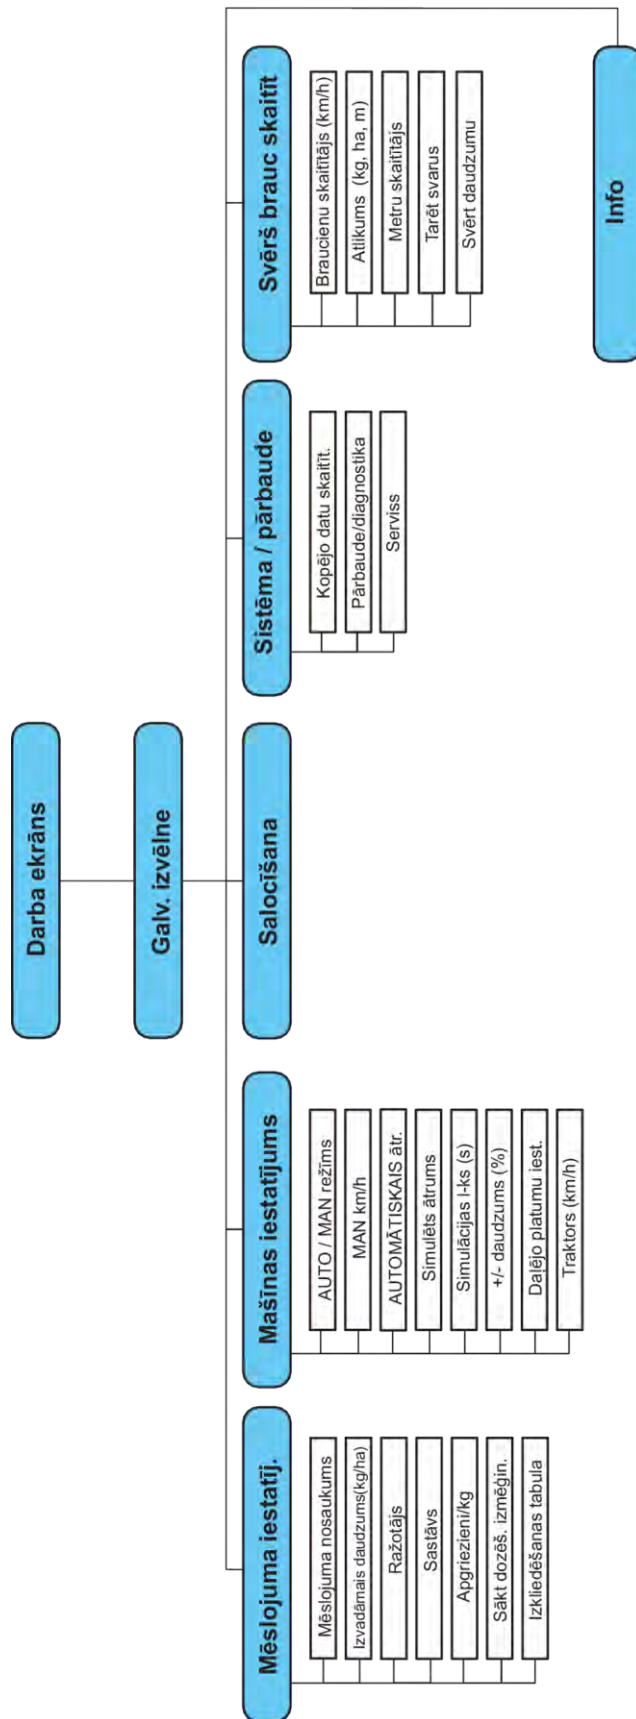 Darba ekrāns
Galv. izvēlne
Mēslojuma iestatīj.
Mēslojuma nosaukums
Izvadāmais daudzums(kg/ha)
Ražotājs
Sastāvs
Apgriezieni/kg
Sākt dozēš. izmēģin.
Izkliedēšanas tabula
Mašīnas iestatījums
AUTO / MAN režīms
MAN km/h
AUTOMĀTISKAIS ātr.
Simulēts ātrums
Simulācijas l-ks (s)
+/- daudzums (%)
Daļējo platumu iest.
Traktors (km/h)
Salocīšana
Sistēma / pārbaude
Kopējo datu skaitīt.
Pārbaude/diagnostika
Serviss
Svērš brauc skaitīt
Braucienu skaitītājs (km/h)
Atlikums (kg, ha, m)
Metru skaitītājs
Tarēt svarus
Svērt daudzumu
Info